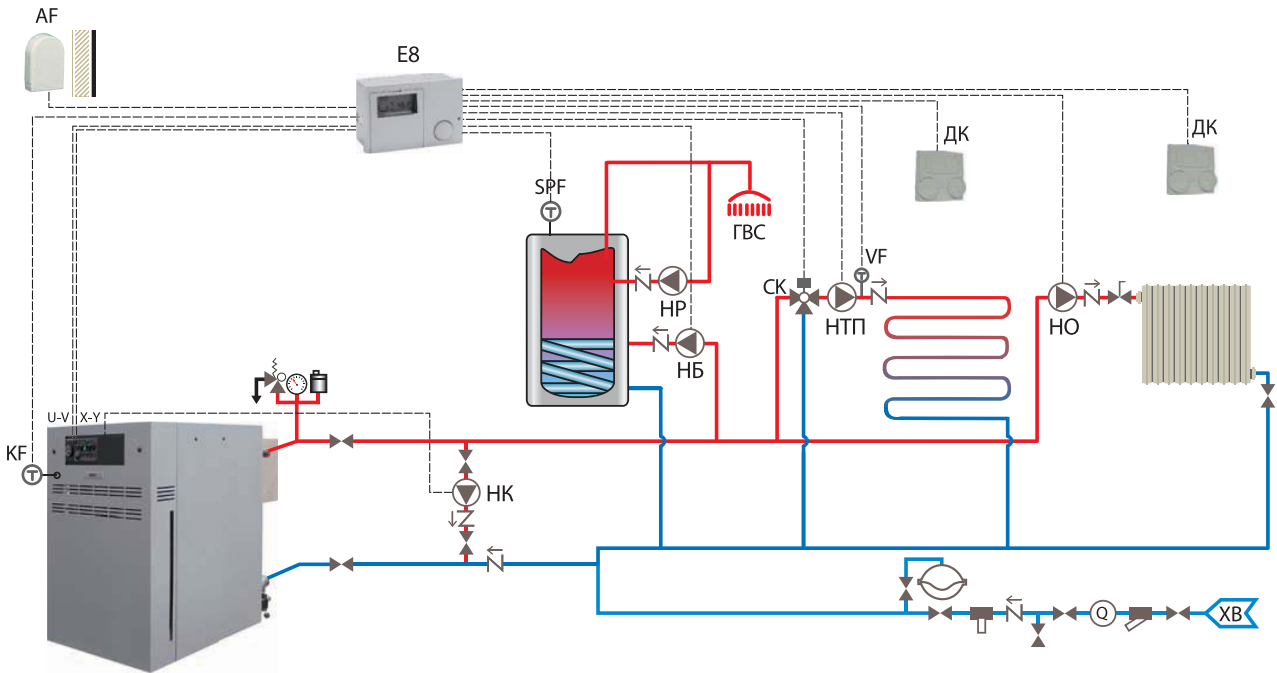 AF
E8
ДК
ДК
SPF
ГВС
VF
СК
НР
НТП
НО
НБ
U-V X-Y
KF
НК
Q
ХВ